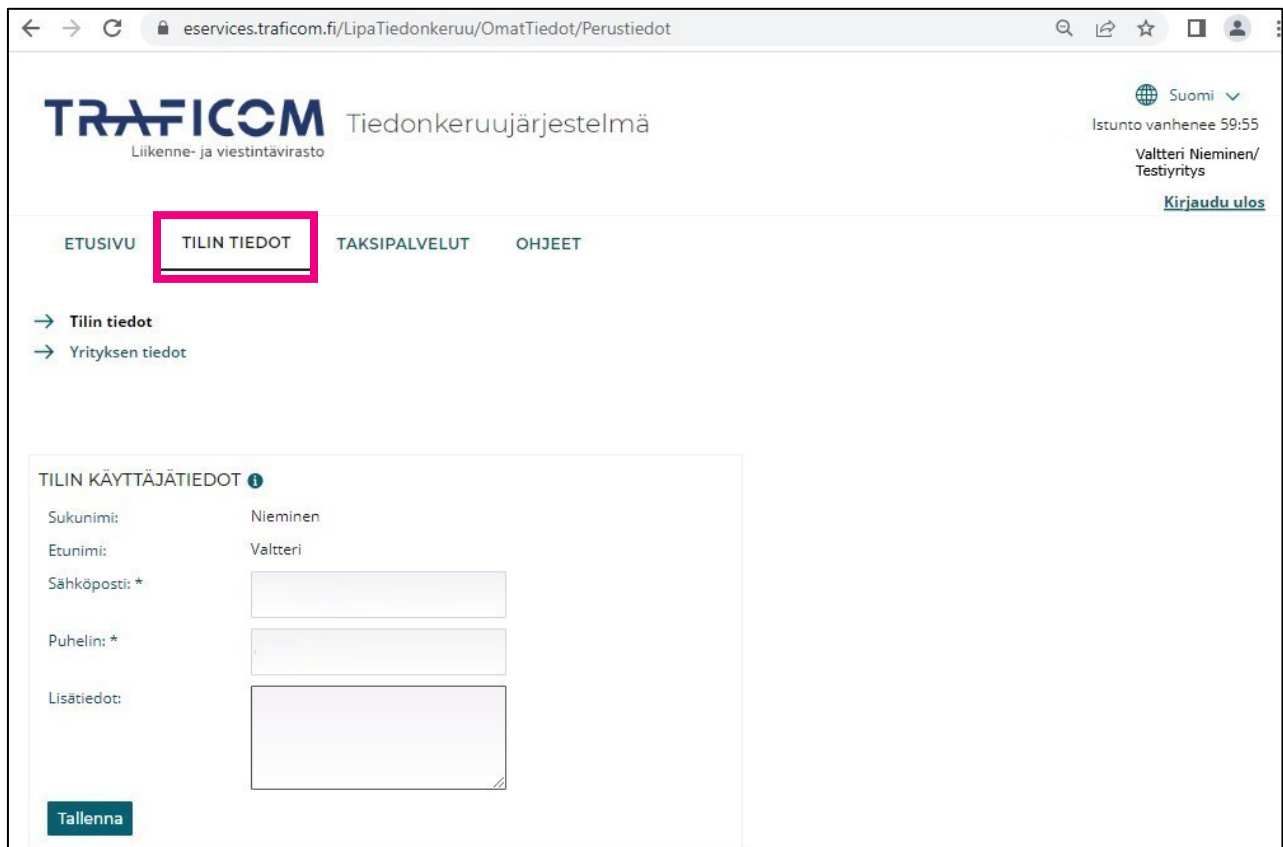 eservices.traficom.fi/LipaTiedonkeruu/OmatTiedot/Perustiedot
TRAFICOM Tiedonkeruujärjestelmä
Liikenne- ja viestintävirasto
Suomi
Istunto vanhenee 59:55
Valtteri Nieminen/
Testiyritys
Kirjaudu ulos
ETUSIVU TILIN TIEDOT TAKSIPALVELUT OHJEET
Tilin tiedot
Yrityksen tiedot
TILIN KÄYTTÄJÄTIEDOT
Sukunimi: Nieminen
Etunimi: Valtteri
Sähköposti: *
Puhelin: *
Lisätiedot:
Tallenna